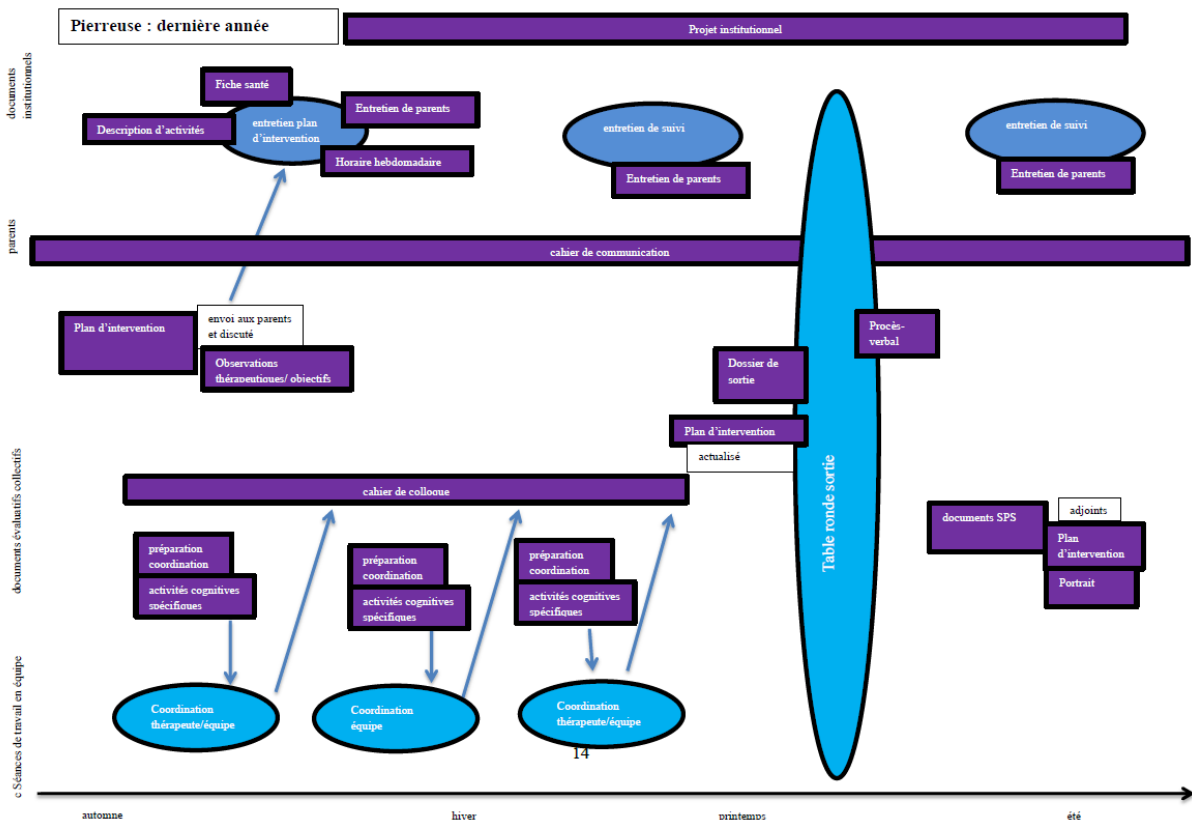 Pierreuse : dernière année
Projet institutionnel
documents
institutionnels
Fiche santé
Entretien de parents
Description d'activités
entretien plan
d'intervention
Horaire hebdomadaire
entretien de suivi
Entretien de parents
entretien de suivi
Entretien de parents
parents
cahier de communication
Plan d'intervention
envoi aux parents
et discuté
Observations
thérapeutiques/ objectifs
Procès-
verbal
Dossier de
sortie
Plan d'intervention
actualisé
documents évaluatifs collectifs
cahier de colloque
Table ronde sortie
documents SPS
adjoints
Plan
d'intervention
Portrait
préparation
coordination
activités cognitives
spécifiques
préparation
coordination
activités cognitives
spécifiques
préparation
coordination
activités cognitives
spécifiques
c Séances de travail en équipe
Coordination
thérapeute/équipe
Coordination
équipe
Coordination
thérapeute/équipe
14
automne
hiver
printemps
été